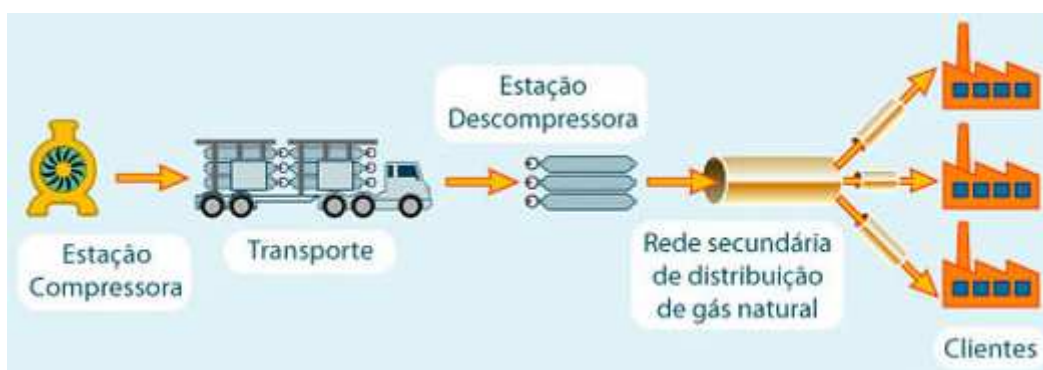 Estação
Compressora
Transporte
Estação
Descompressora
Rede secundária
de distribuição
de gás natural
Clientes